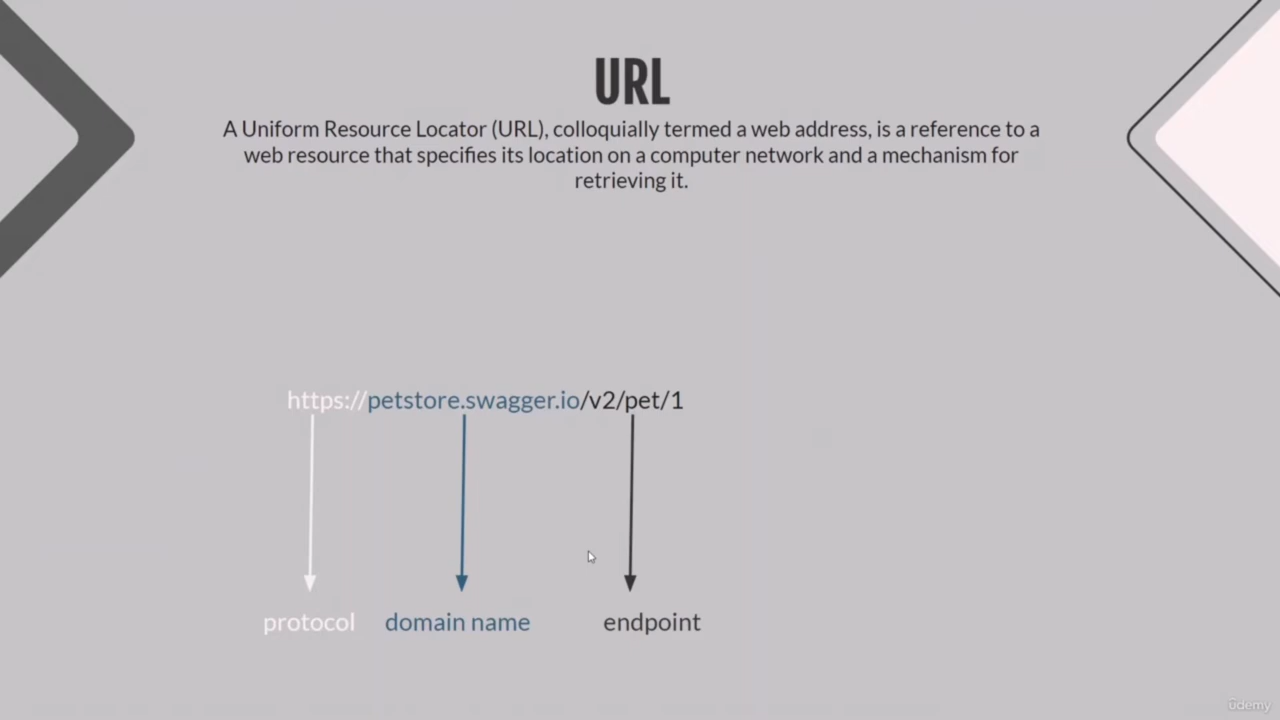 URL
A Uniform Resource Locator (URL), colloquially termed a web address, is a reference to a
web resource that specifies its location on a computer network and a mechanism for
retrieving it.
https://petstore.swagger.io/v2/pet/1
protocol
domain name
endpoint
udemy